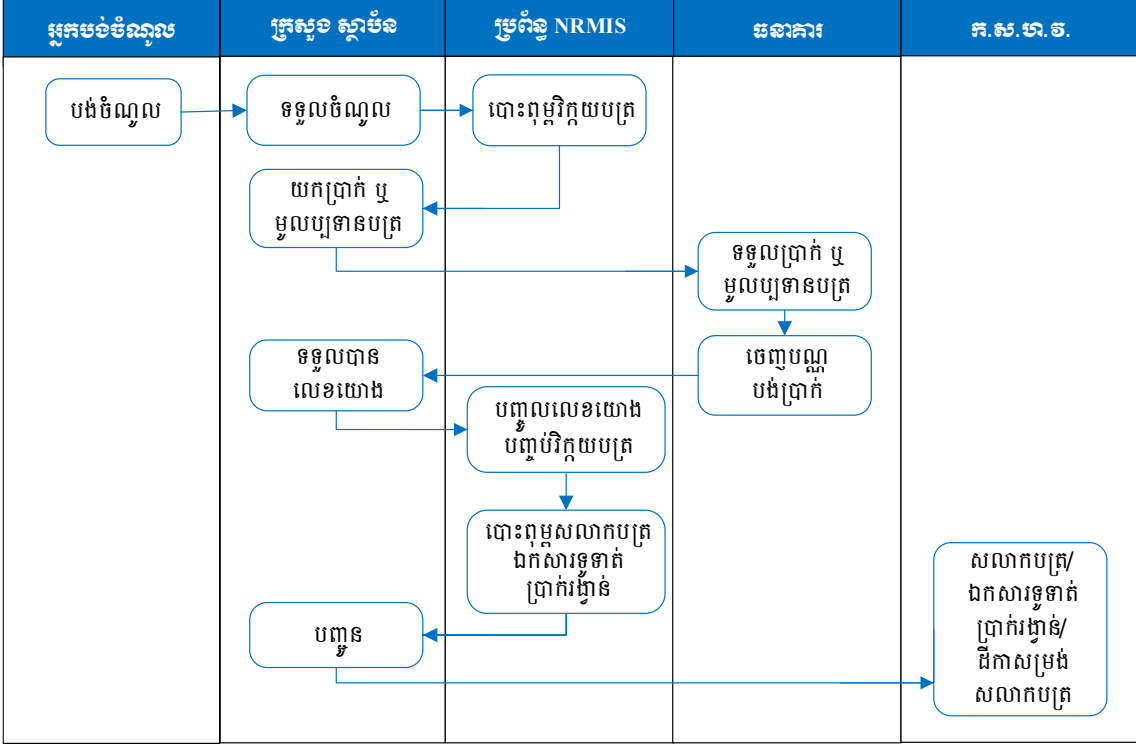 អ្នកបង់ចំណូល
ក្រសួង ស្ថាប័ន
ប្រព័ន្ធ NRMIS
ធនាគារ
ក.ស.ហ.វ.
បង់ចំណូល
ទទួលចំណូល
បោះពុម្ពវិក្កយបត្រ
យកប្រាក់ ឬ
មូលប្បទានបត្រ
ទទួលប្រាក់ ឬ
មូលប្បទានបត្រ
ចេញបណ្ណ
បង់ប្រាក់
ទទួលបាន
លេខយោង
បញ្ចូលលេខយោង
បញ្ចប់វិក្កយបត្រ
បោះពុម្ពសលាកបត្រ
ឯកសារទូទាត់
ប្រាក់រង្វាន់
បញ្ជូន
សលាកបត្រ/
ឯកសារទូទាត់
ប្រាក់រង្វាន់/
ដីកាសម្រង់
សលាកបត្រ